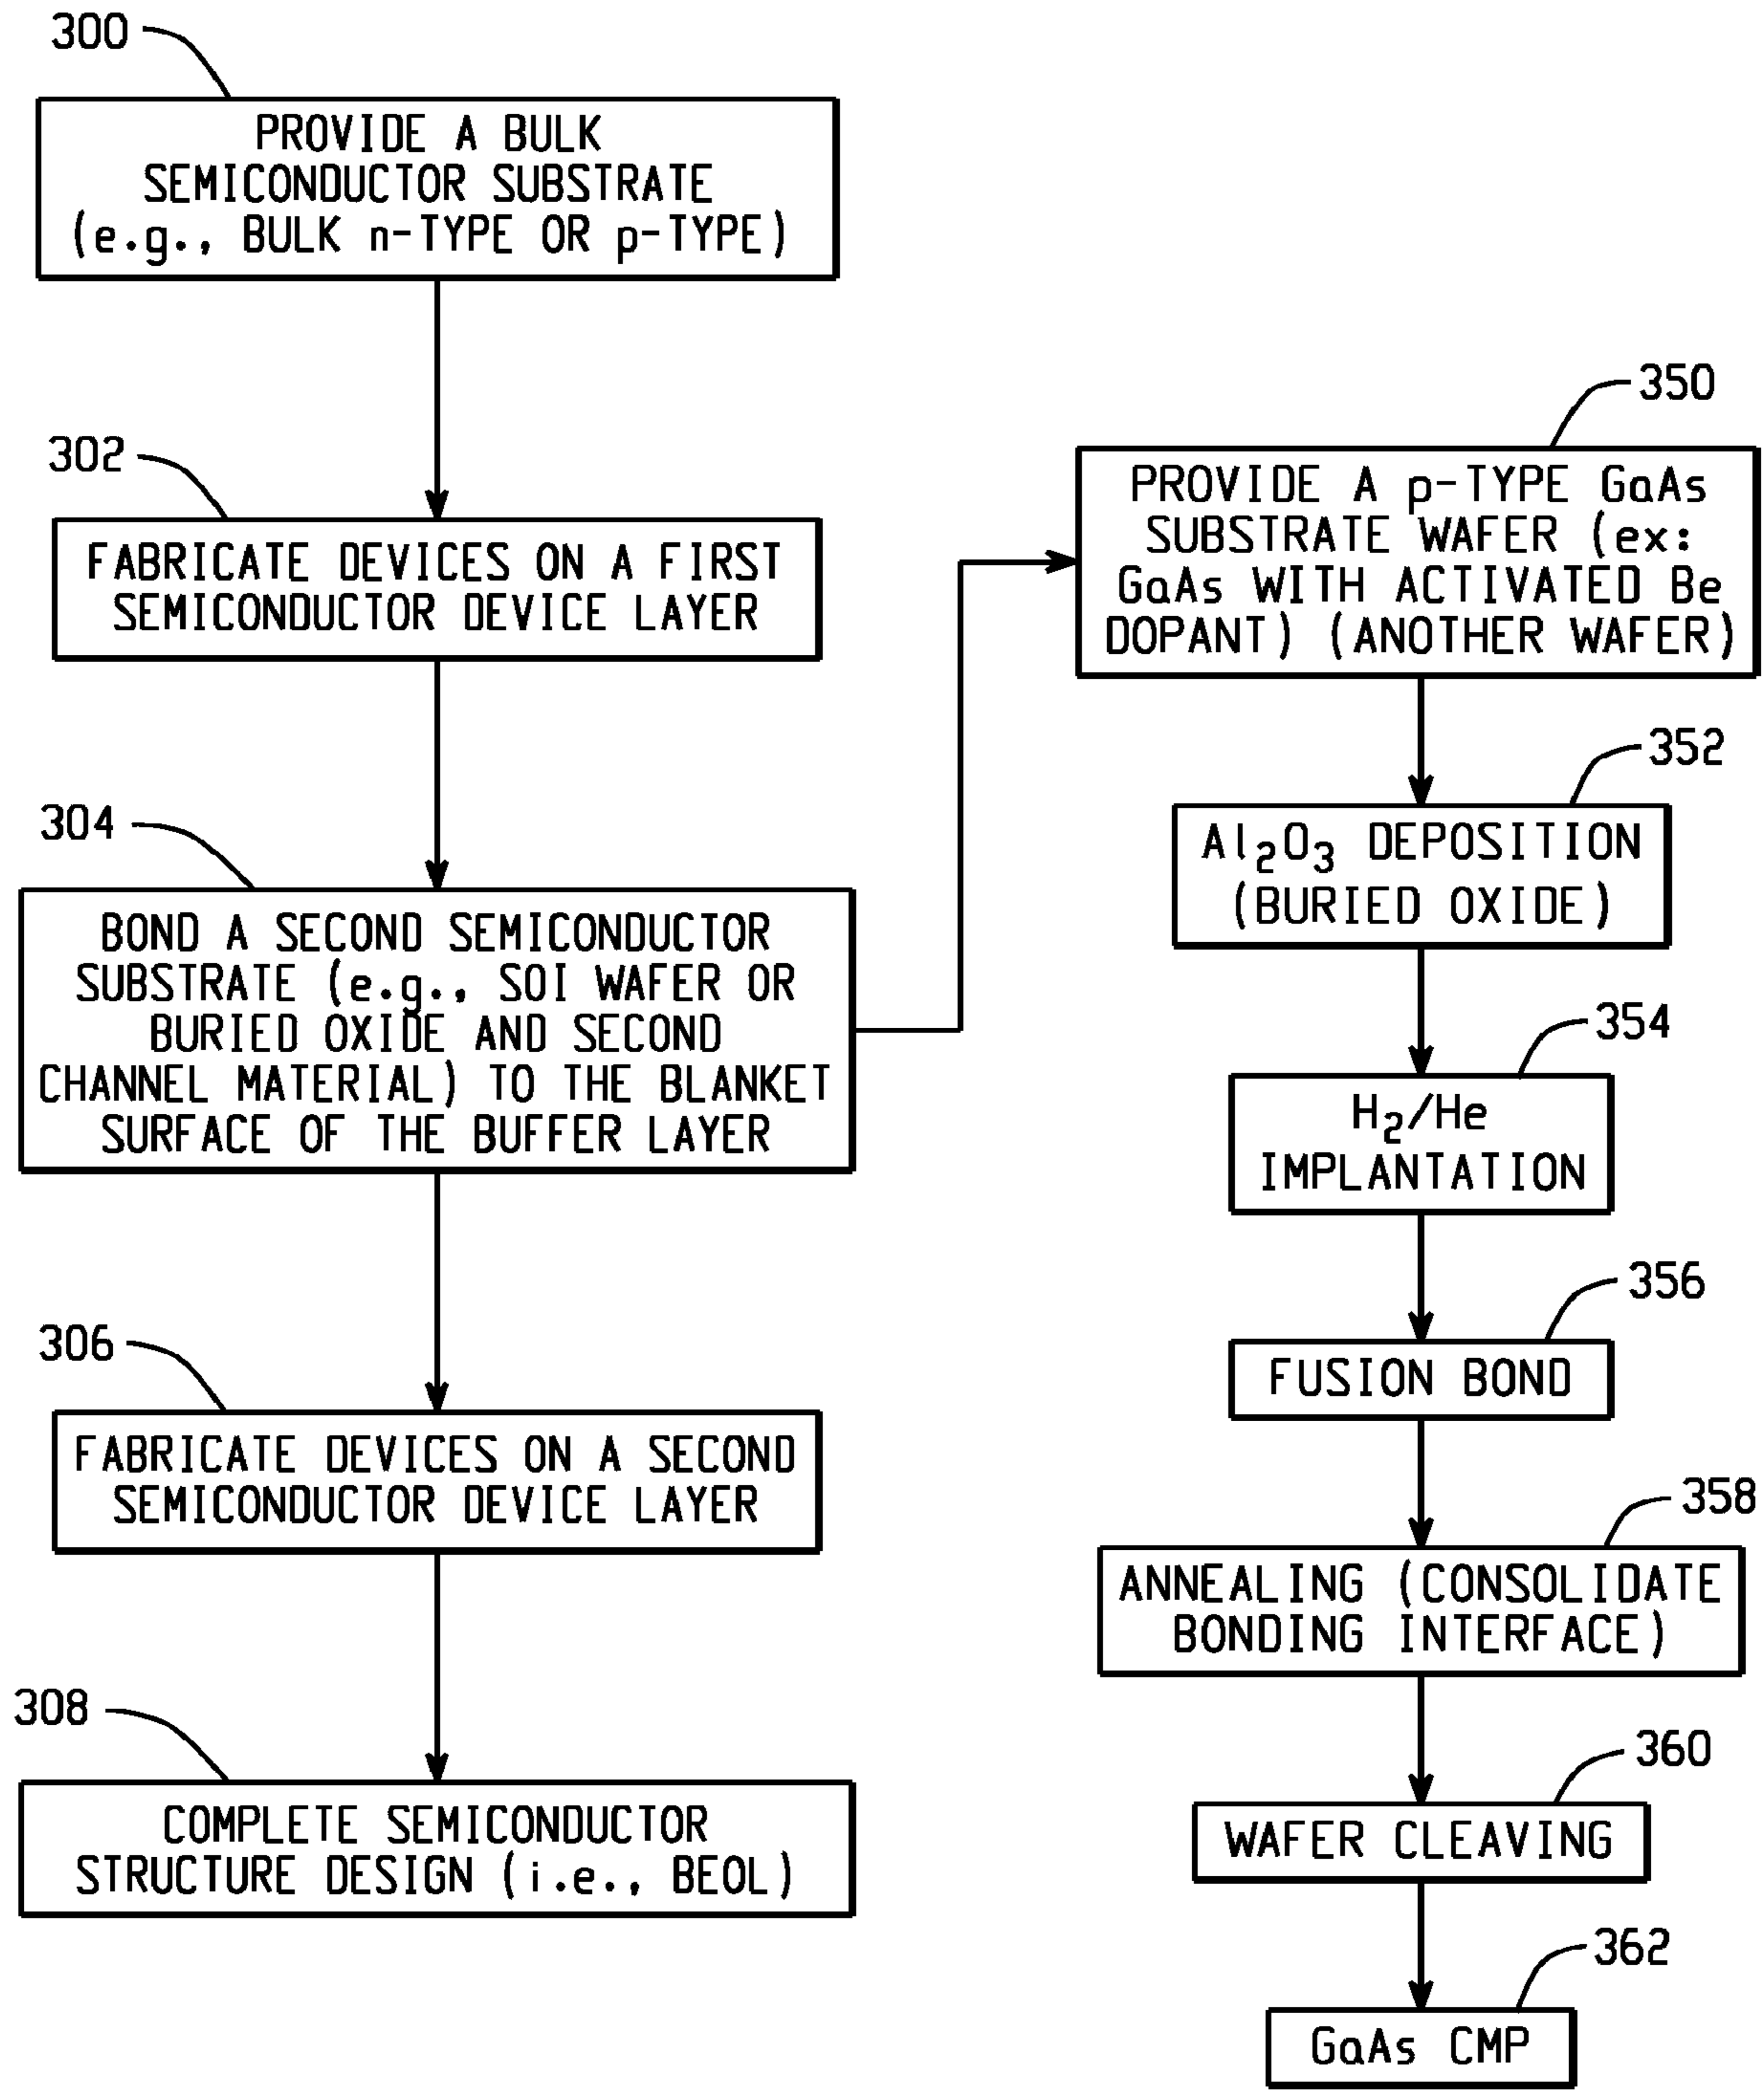 300
PROVIDE A BULK
SEMICONDUCTOR SUBSTRATE
(e.g., BULK n-TYPE OR p-TYPE)
302
FABRICATE DEVICES ON A FIRST
SEMICONDUCTOR DEVICE LAYER
304
BOND A SECOND SEMICONDUCTOR
SUBSTRATE (e.g., SOI WAFER OR
BURIED OXIDE AND SECOND
CHANNEL MATERIAL) TO THE BLANKET
SURFACE OF THE BUFFER LAYER
306
FABRICATE DEVICES ON A SECOND
SEMICONDUCTOR DEVICE LAYER
308
COMPLETE SEMICONDUCTOR
STRUCTURE DESIGN (i.e., BEOL)
350
PROVIDE A p-TYPE GaAs
SUBSTRATE WAFER (ex:
GaAs WITH ACTIVATED Be
DOPANT) (ANOTHER WAFER)
352
Al₂O₃ DEPOSITION
(BURIED OXIDE)
354
H₂/He
IMPLANTATION
356
FUSION BOND
358
ANNEALING (CONSOLIDATE
BONDING INTERFACE)
360
WAFER CLEAVING
362
GaAs CMP